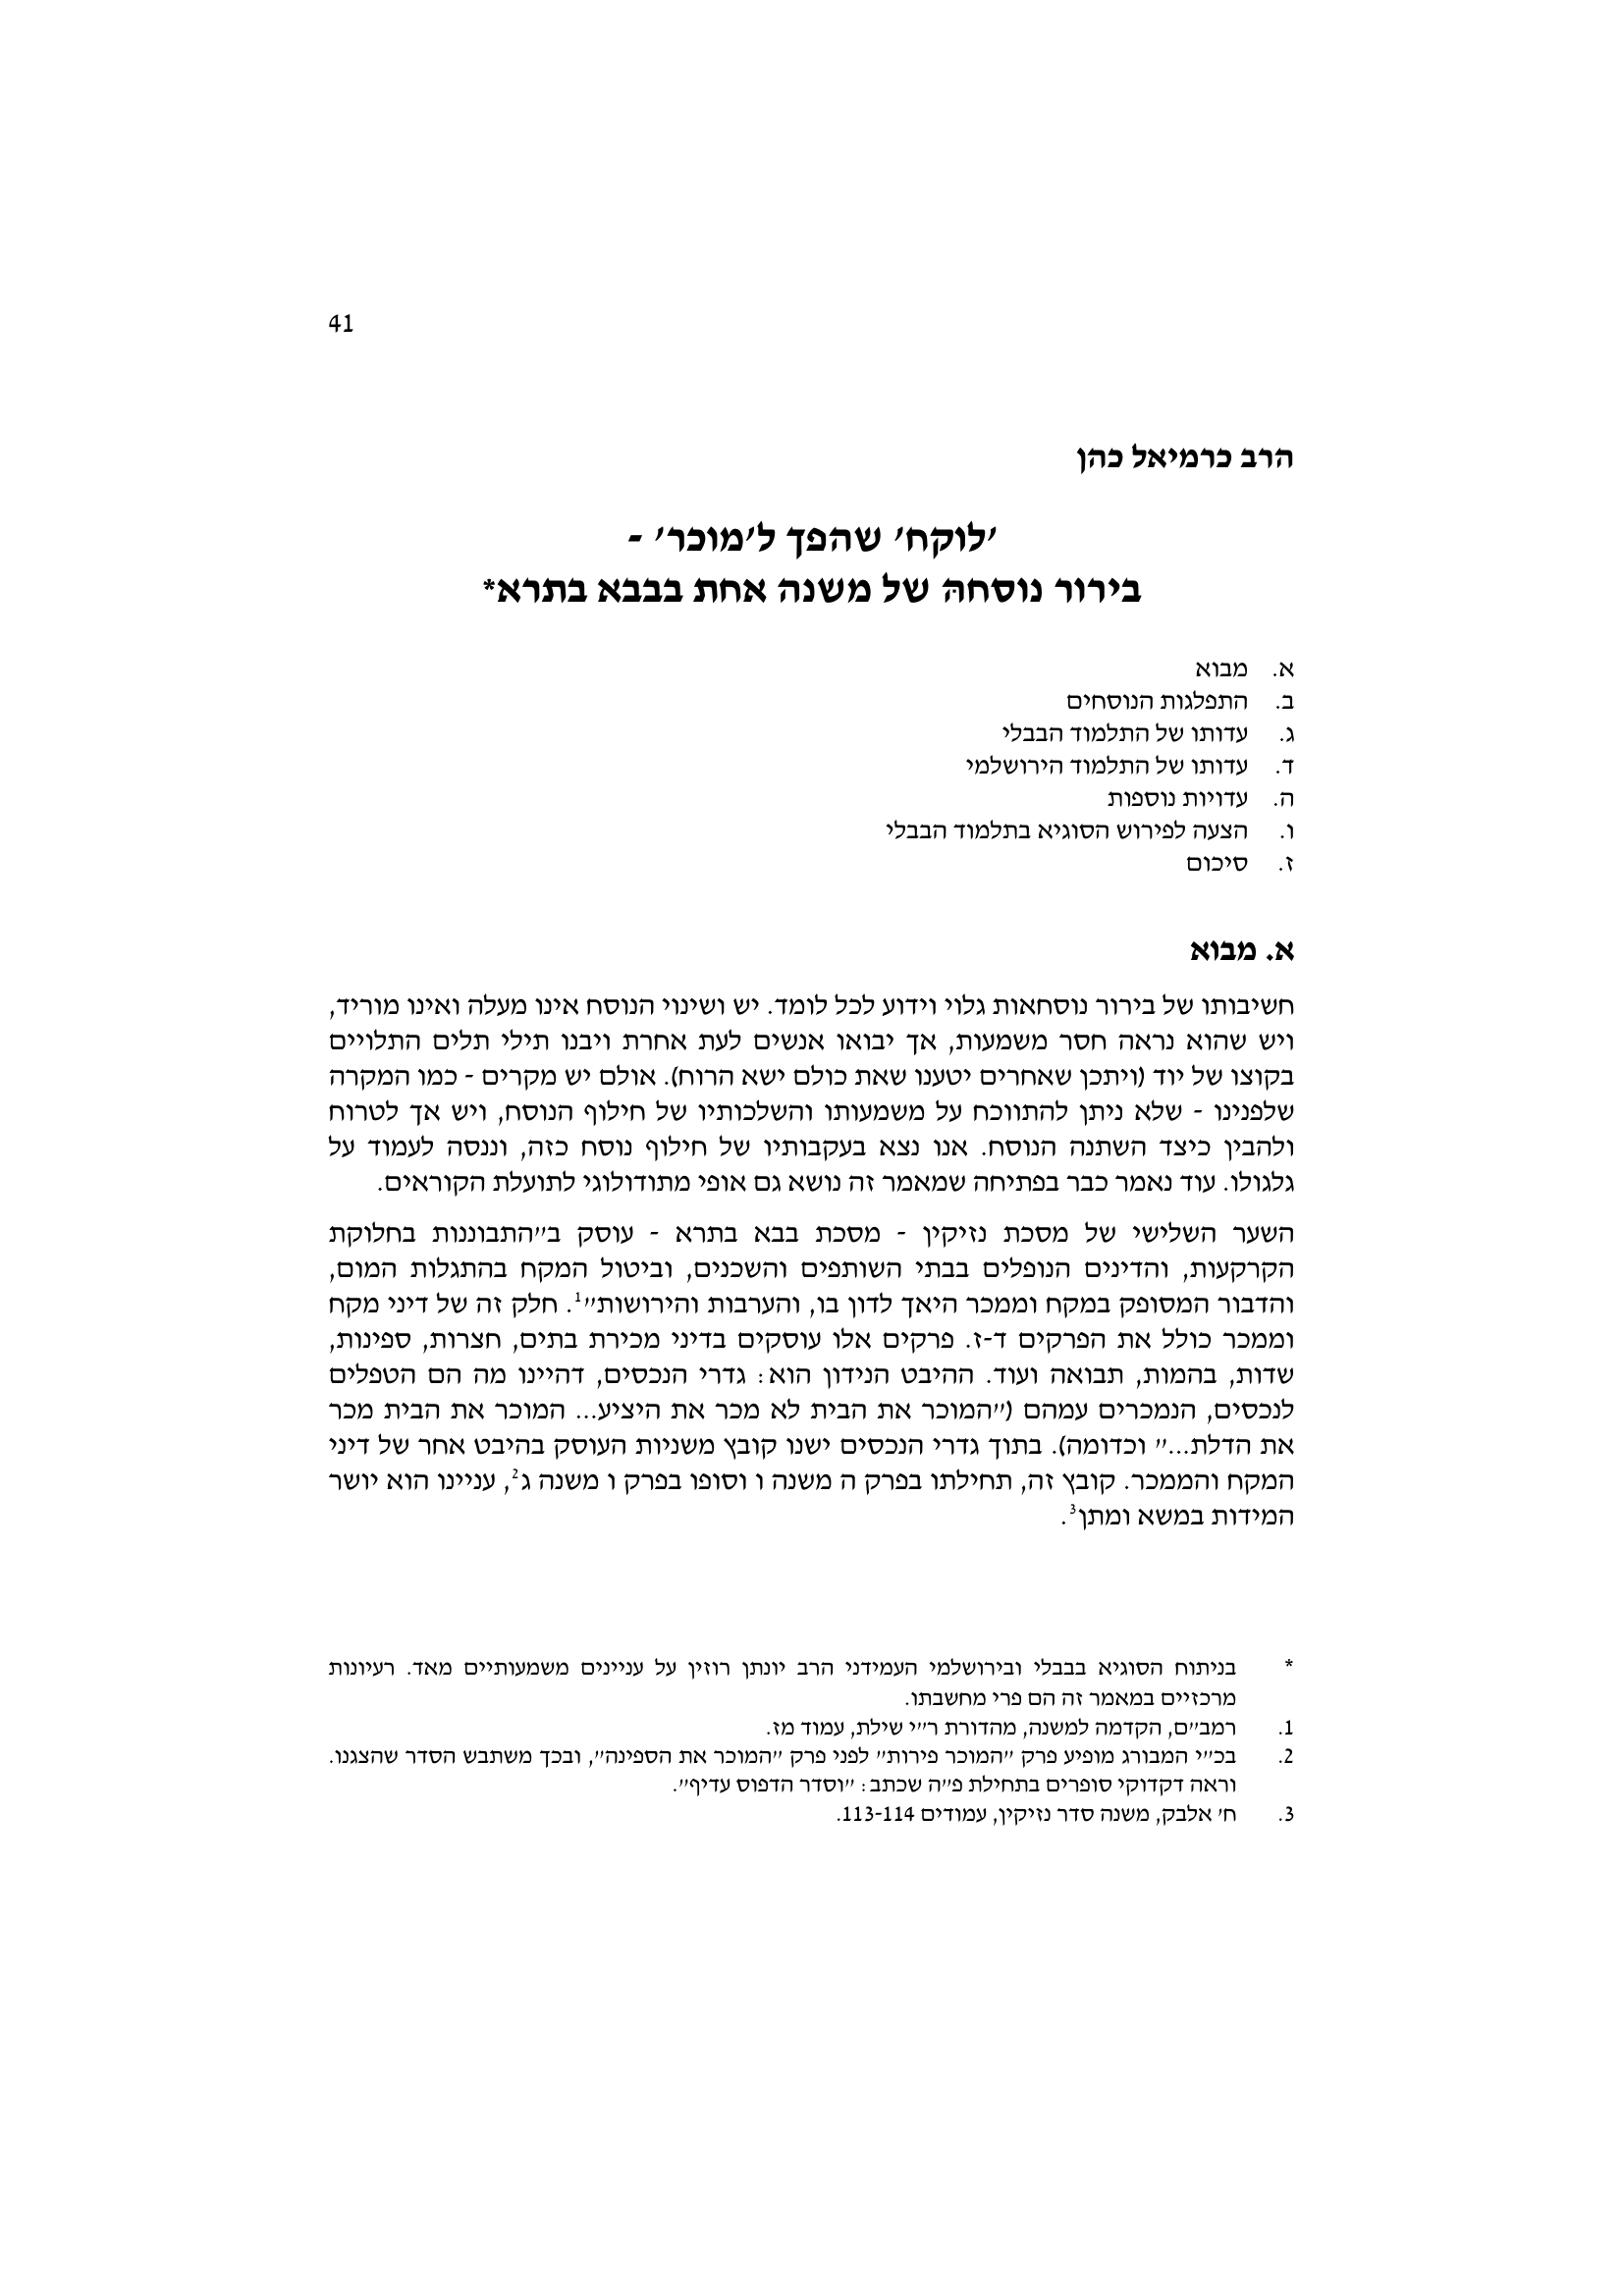 41
הרב כרמיאל כהן
'לוקח' שהפך ל'מוכר' -
בירור נוסחהּ של משנה אחת בבבא בתרא*
א. מבוא
ב. התפלגות הנוסחים
ג. עדותו של התלמוד הבבלי
ד. עדותו של התלמוד הירושלמי
ה. עדויות נוספות
ו. הצעה לפירוש הסוגיא בתלמוד הבבלי
ז. סיכום
א. מבוא
חשיבותו של בירור נוסחאות גלוי וידוע לכל לומד. יש ושינוי הנוסח אינו מעלה ואינו מוריד,
ויש שהוא נראה חסר משמעות, אך יבואו אנשים לעת אחרת ויבנו תילי תלים התלויים
בקוצו של יוד (ויתכן שאחרים יטענו שאת כולם ישא הרוח). אולם יש מקרים - כמו המקרה
שלפנינו - שלא ניתן להתווכח על משמעותו והשלכותיו של חילוף הנוסח, ויש אך לטרוח
ולהבין כיצד השתנה הנוסח. אנו נצא בעקבותיו של חילוף נוסח כזה, וננסה לעמוד על
גלגולו. עוד נאמר כבר בפתיחה שמאמר זה נושא גם אופי מתודולוגי לתועלת הקוראים.
השער השלישי של מסכת נזיקין - מסכת בבא בתרא - עוסק ב"התבוננות בחלוקת
הקרקעות, והדינים הנופלים בבתי השותפים והשכנים, וביטול המקח בהתגלות המום,
והדבור המסופק במקח וממכר היאך לדון בו, והערבות והירושות"1. חלק זה של דיני מקח
וממכר כולל את הפרקים ד-ז. פרקים אלו עוסקים בדיני מכירת בתים, חצרות, ספינות,
שדות, בהמות, תבואה ועוד. ההיבט הנידון הוא: גדרי הנכסים, דהיינו מה הם הטפלים
לנכסים, הנמכרים עמהם ("המוכר את הבית לא מכר את היציע... המוכר את הבית מכר
את הדלת..." וכדומה). בתוך גדרי הנכסים ישנו קובץ משניות העוסק בהיבט אחר של דיני
המקח והממכר. קובץ זה, תחילתו בפרק ה משנה ו וסופו בפרק ו משנה ג2, עניינו הוא יושר
המידות במשא ומתן3.
* בניתוח הסוגיא בבבלי ובירושלמי העמידני הרב יונתן רוזין על עניינים משמעותיים מאד. רעיונות
מרכזיים במאמר זה הם פרי מחשבתו.
1. רמב"ם, הקדמה למשנה, מהדורת ר"י שילת, עמוד מז.
2. בכ"י המבורג מופיע פרק "המוכר פירות" לפני פרק "המוכר את הספינה", ובכך משתבש הסדר שהצגנו.
וראה דקדוקי סופרים בתחילת פ"ה שכתב: "וסדר הדפוס עדיף".
3. ח' אלבק, משנה סדר נזיקין, עמודים 113-114.